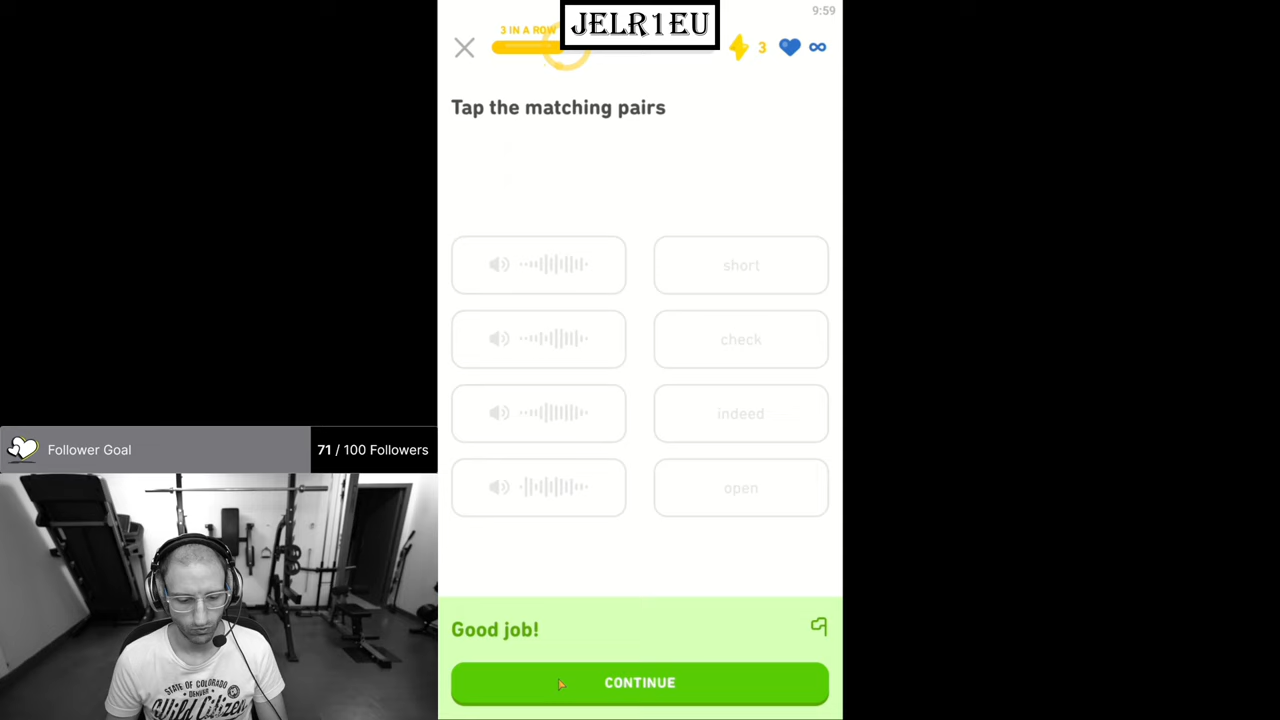 9:59
3 IN A ROW
JELR1EU
3
Tap the matching pairs
short
check
indeed
open
Follower Goal
71 / 100 Followers
Good job!
CONTINUE
STATE OF COLORADO
DENVER
Wild Citizen